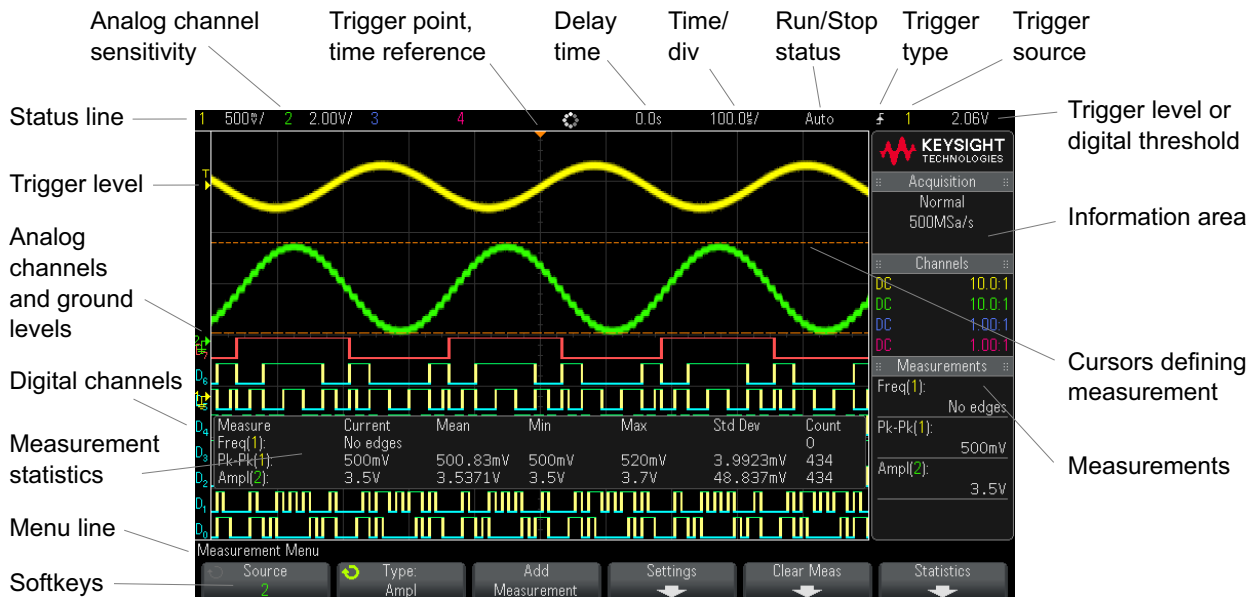 Analog channel
sensitivity
Trigger point,
time reference
Delay
time
Time/
div
Run/Stop
status
Trigger
type
Trigger
source
Status line
1 500mV/ 2 2.00V/ 3 4 0.0s 100.0µs/ Auto 1 2.06V
Trigger level or
digital threshold
Trigger level
T
Analog
channels
and ground
levels
Digital channels
Measurement
statistics
Menu line
Softkeys
KEYSIGHT
TECHNOLOGIES
Acquisition
Normal
500MSa/s
Information area
Channels
DC 10.0:1
DC 10.0:1
DC 1.00:1
DC 1.00:1
Cursors defining
measurement
Measurements
Freq(1):
No edges
Pk-Pk(1):
500mV
Ampl(2):
3.5V
Measurements
D7
D6
D4
D3
D2
D1
D0
Measure Current Mean Min Max Std Dev Count
Freq(1): No edges 0
Pk-Pk(1): 500mV 500.83mV 500mV 520mV 3.9923mV 434
Ampl(2): 3.5V 3.5371V 3.5V 3.7V 48.837mV 434
Measurement Menu
Source
2
Type:
Ampl
Add
Measurement
Settings
Clear Meas
Statistics